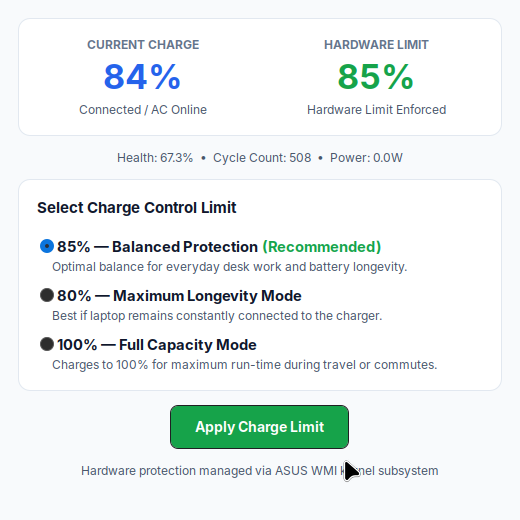 CURRENT CHARGE
84%
Connected / AC Online
HARDWARE LIMIT
85%
Hardware Limit Enforced
Health: 67.3% • Cycle Count: 508 • Power: 0.0W
Select Charge Control Limit
85% — Balanced Protection (Recommended)
Optimal balance for everyday desk work and battery longevity.
80% — Maximum Longevity Mode
Best if laptop remains constantly connected to the charger.
100% — Full Capacity Mode
Charges to 100% for maximum run-time during travel or commutes.
Apply Charge Limit
Hardware protection managed via ASUS WMI subsystem